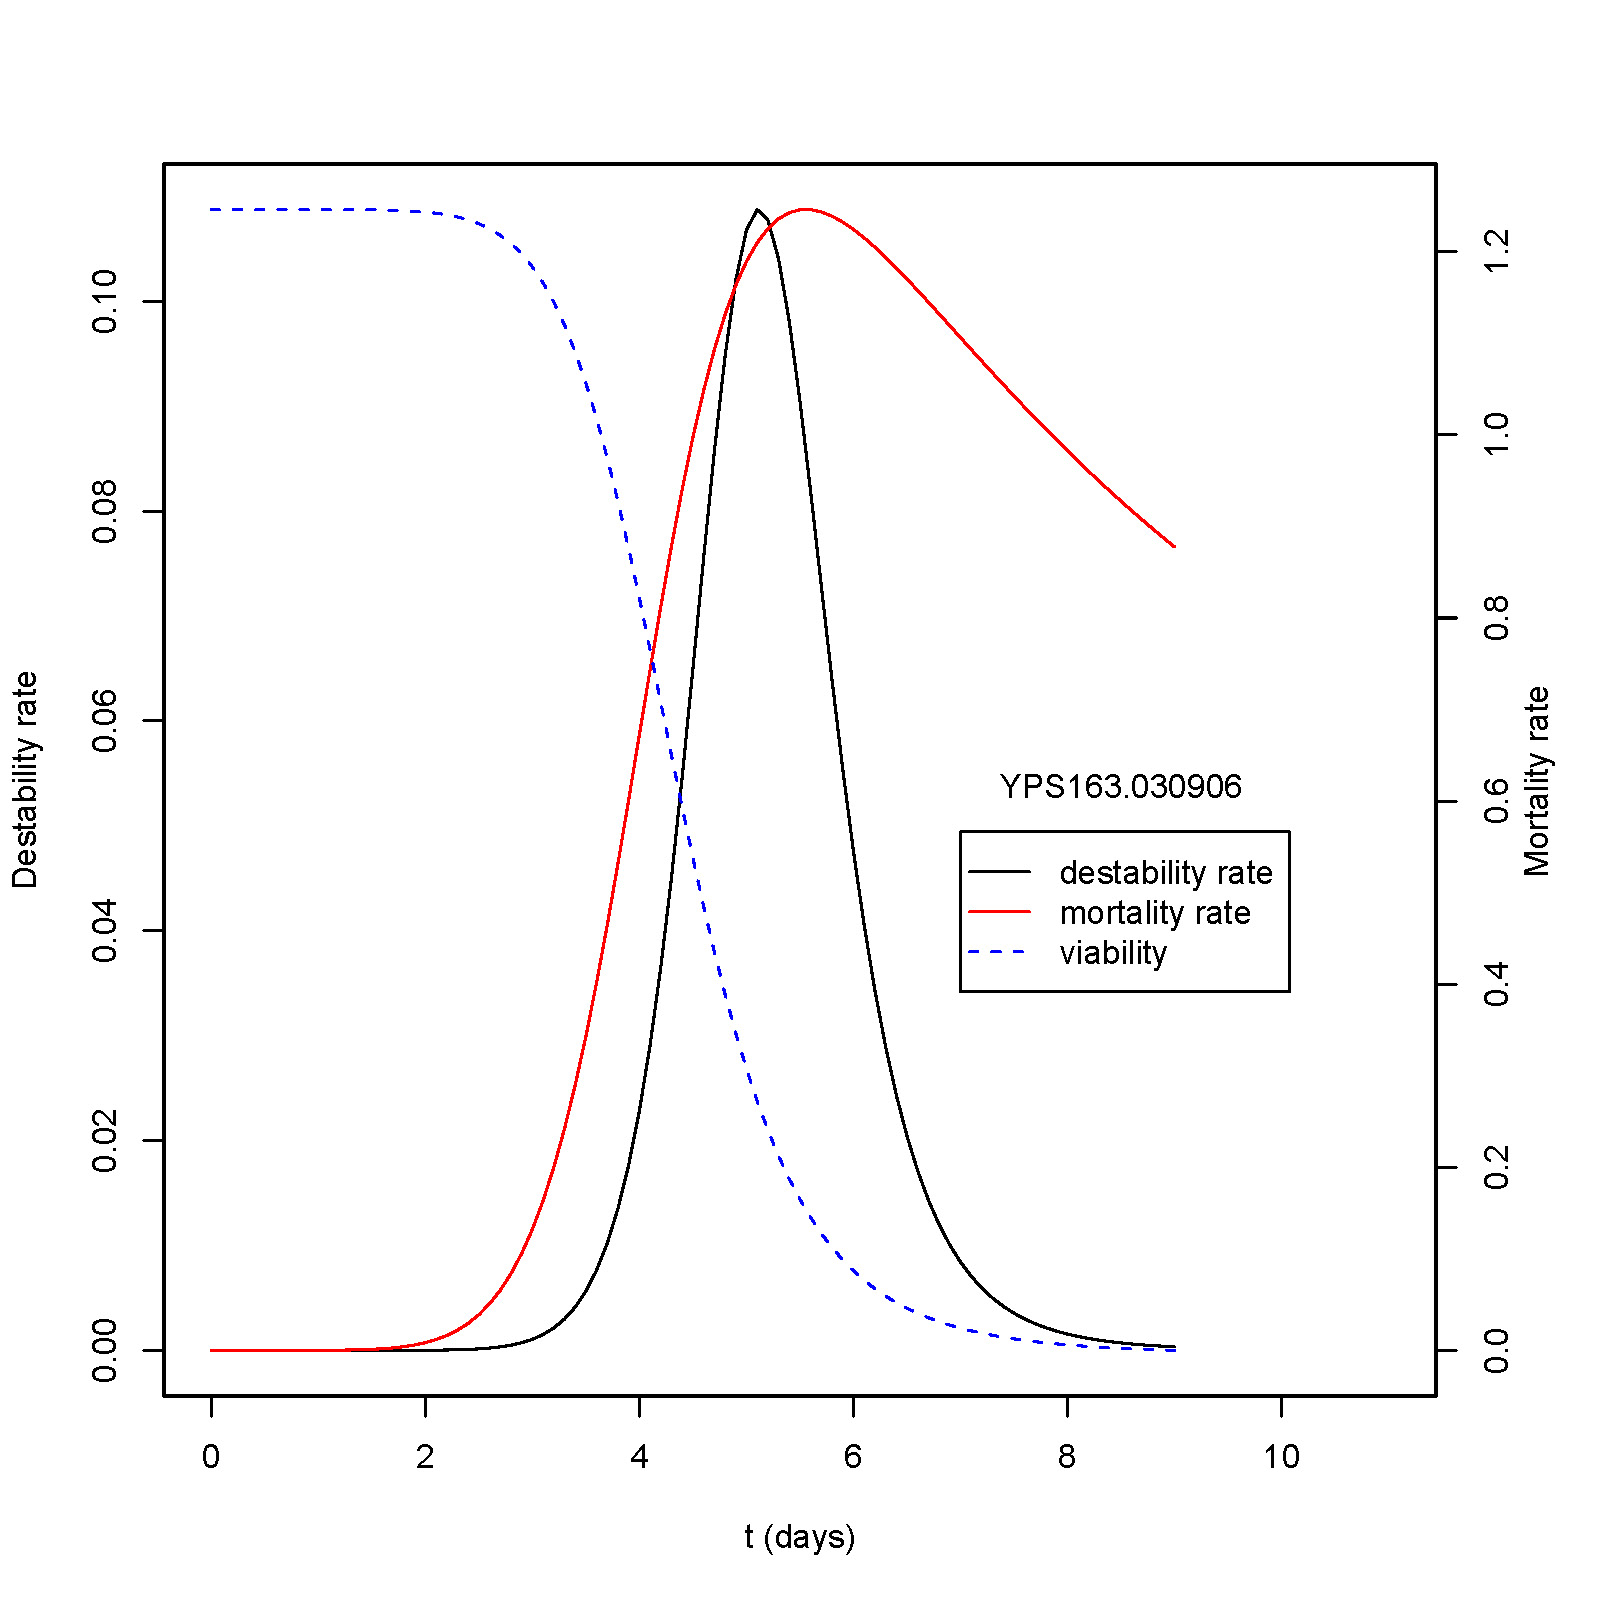 Destability rate
0.00
0.02
0.04
0.06
0.08
0.10
YPS163.030906
destability rate
mortality rate
viability
0.0
0.2
0.4
0.6
0.8
1.0
1.2
Mortality rate
0 2 4 6 8 10
t (days)